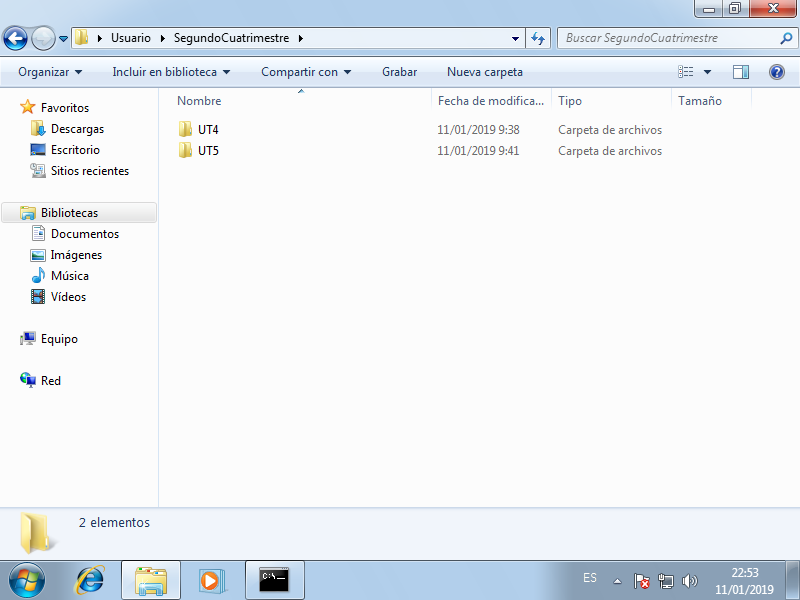 Usuario SegundoCuatrimestre
Buscar SegundoCuatrimestre
Organizar Incluir en biblioteca Compartir con Grabar Nueva carpeta
Nombre Fecha de modifica... Tipo Tamaño
UT4 11/01/2019 9:38 Carpeta de archivos
UT5 11/01/2019 9:41 Carpeta de archivos
Favoritos
Descargas
Escritorio
Sitios recientes
Bibliotecas
Documentos
Imágenes
Música
Vídeos
Equipo
Red
2 elementos
C:\.
ES
22:53
11/01/2019